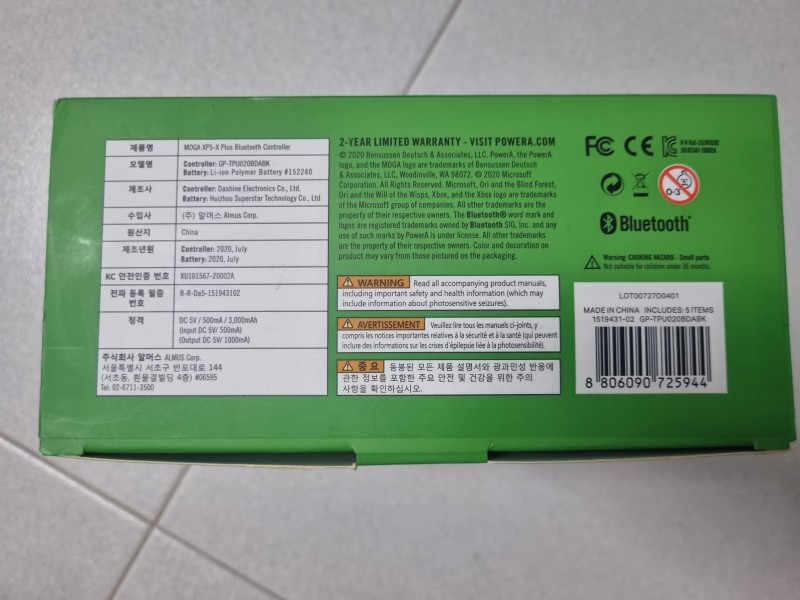 제품명 MOGA XP5-X Plus Bluetooth Controller
모델명 Controller: GP-TPU020BDABK
Battery: Li-ion Polymer Battery #152240
제조사 Controller: Dashine Electronics Co., Ltd.
Battery: Huizhou Superstar Technology Co., Ltd
수입사 (주) 알머스 Almus Corp.
원산지 China
제조년원 Controller: 2020, July
Battery: 2020, July
KC 안전인증 번호 XU101567-20002A
전파 등록 필증 번호 R-R-Da5-151943102
정격 DC 5V / 500mA / 3,000mAh
(Input DC 5V/ 500mA)
(Output DC 5V/ 1000mA)
주식회사 알머스 ALMUS Corp.
서울특별시 서초구 반포대로 144
(서초동, 흰물결빌딩 4층) #06595
Tel: 02-6711-3500
2-YEAR LIMITED WARRANTY - VISIT POWERA.COM
© 2020 Bensussen Deutsch & Associates, LLC. PowerA, the PowerA
logo, and the MOGA logo are trademarks of Bensussen Deutsch
& Associates, LLC, Woodinville, WA 98072. © 2020 Microsoft
Corporation. All Rights Reserved. Microsoft, Ori and the Blind Forest,
Ori and the Will of the Wisps, Xbox, and the Xbox logo are trademarks
of the Microsoft group of companies. All other trademarks are the
property of their respective owners. The Bluetooth® word mark and
logos are registered trademarks owned by Bluetooth SIG, Inc. and any
use of such marks by PowerA is under license. All other trademarks
are the property of their respective owners. Color and decoration on
product may vary from those pictured on the packaging.
WARNING Read all accompanying product manuals,
including important safety and health information (which may
include information about photosensitive seizures).
AVERTISSEMENT Veuillez lire tous les manuels ci-joints, y
compris les notices importantes relatives à la sécurité et à la santé (qui peuvent
inclure des informations sur les crises d'épilepsie liée à la photosensibilité).
중 요 동봉된 모든 제품 설명서와 광과민성 반응에
관한 정보를 포함한 주요 안전 및 건강을 위한 주의
사항을 확인하십시오.
FC CE
0-3
Bluetooth®
Warning: CHOKING HAZARD - Small parts
Not suitable for children under 36 months.
LOT00727D0401
MADE IN CHINA INCLUDES: 5 ITEMS
1519431-02 GP-TPU020BDABK
8 806090 725944